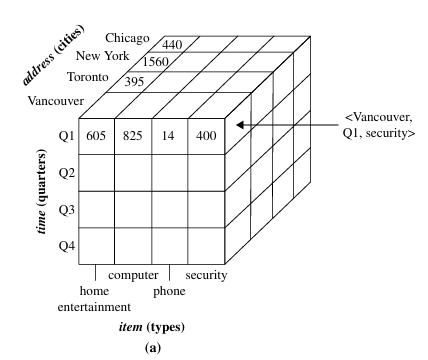 address (cities)
Chicago
New York
Toronto
Vancouver
440
1560
395
Q1 605 825 14 400
Q2
Q3
Q4
<Vancouver,
Q1, security>
time (quarters)
computer security
home phone
entertainment
item (types)
(a)